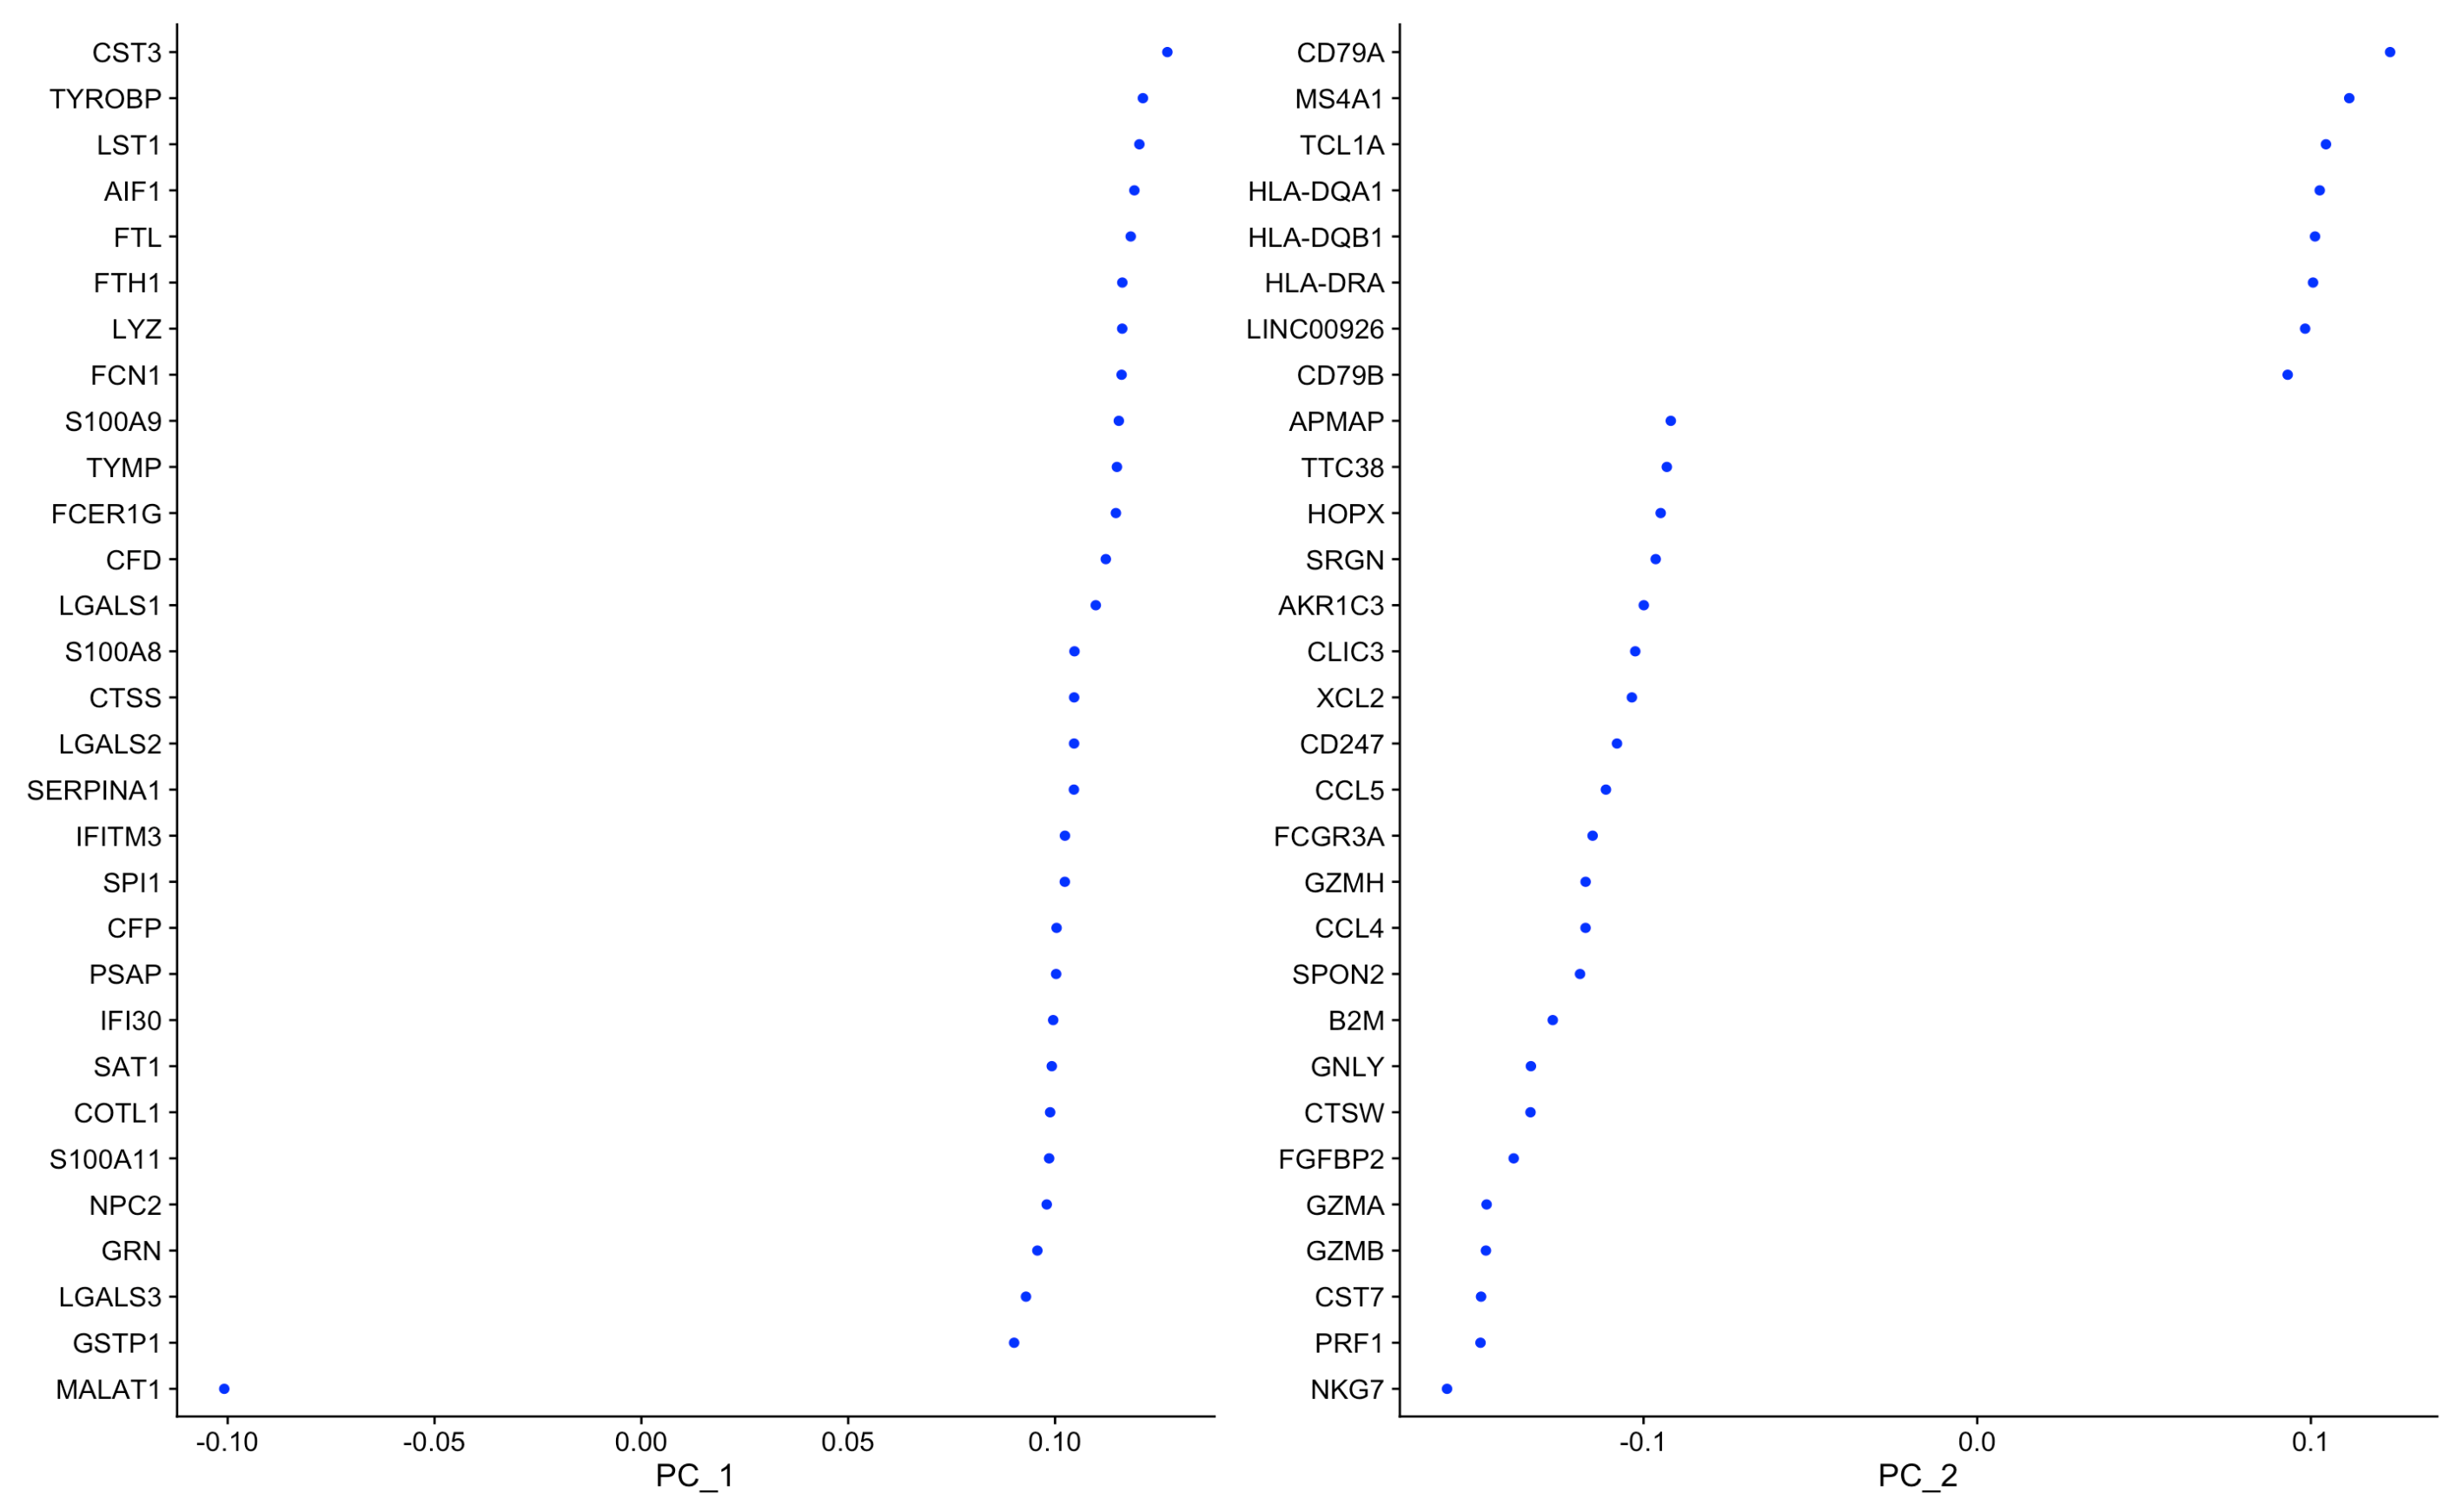 CST3
TYROBP
LST1
AIF1
FTL
FTH1
LYZ
FCN1
S100A9
TYMP
FCER1G
CFD
LGALS1
S100A8
CTSS
LGALS2
SERPINA1
IFITM3
SPI1
CFP
PSAP
IFI30
SAT1
COTL1
S100A11
NPC2
GRN
LGALS3
GSTP1
MALAT1
-0.10 -0.05 0.00 0.05 0.10
PC_1
CD79A
MS4A1
TCL1A
HLA-DQA1
HLA-DQB1
HLA-DRA
LINC00926
CD79B
APMAP
TTC38
HOPX
SRGN
AKR1C3
CLIC3
XCL2
CD247
CCL5
FCGR3A
GZMH
CCL4
SPON2
B2M
GNLY
CTSW
FGFBP2
GZMA
GZMB
CST7
PRF1
NKG7
-0.1 0.0 0.1
PC_2